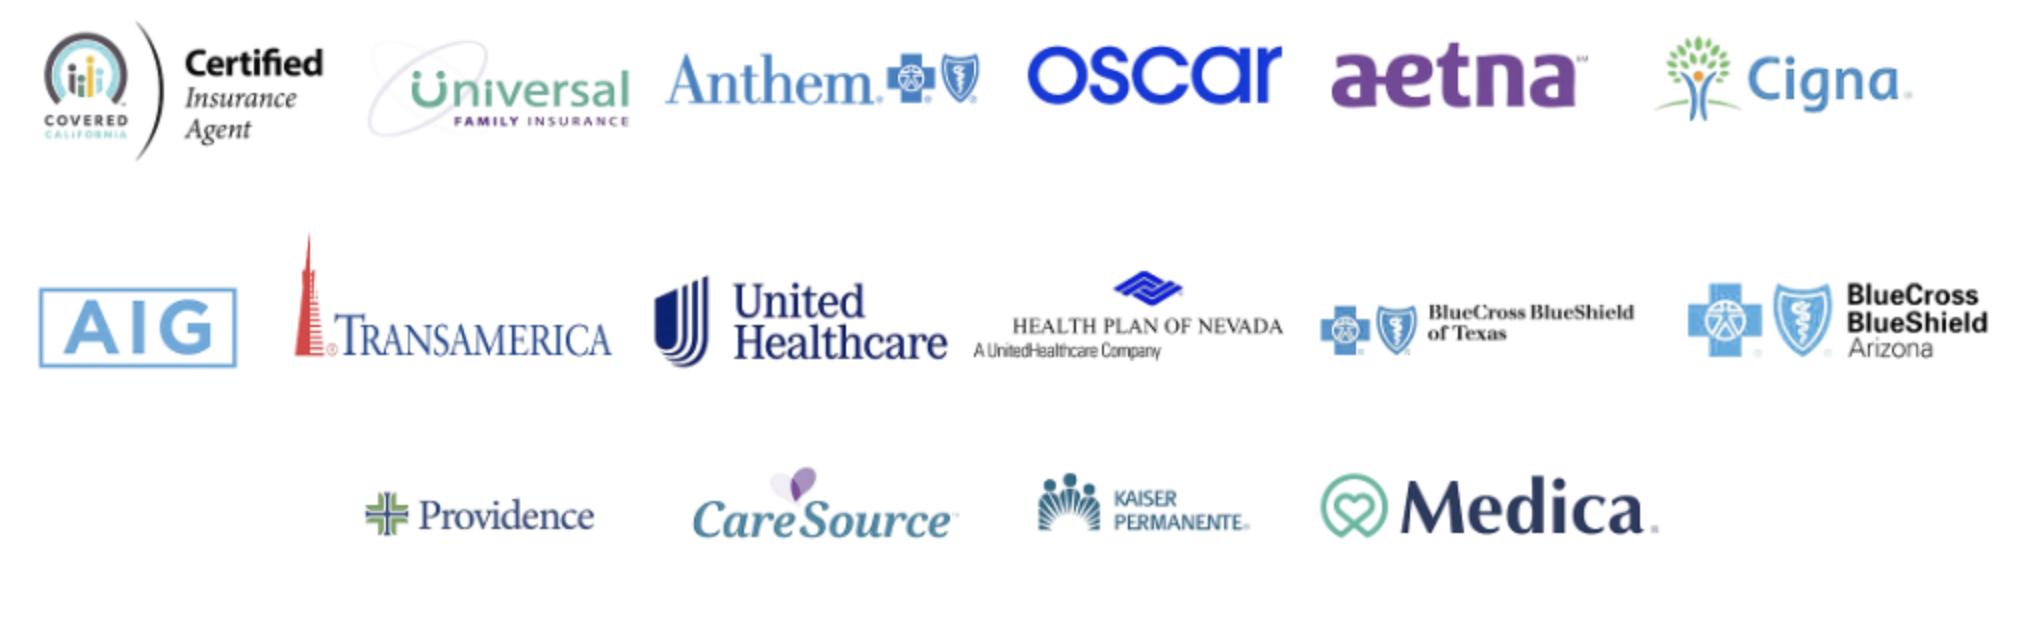 COVERED
CALIFORNIA
Certified
Insurance
Agent
Universal
FAMILY INSURANCE
Anthem
oscar
aetna
Cigna
AIG
TRANSAMERICA
United
Healthcare
HEALTH PLAN OF NEVADA
A UnitedHealthcare Company
BlueCross BlueShield
of Texas
BlueCross
BlueShield
Arizona
Providence
CareSource
KAISER
PERMANENTE
Medica